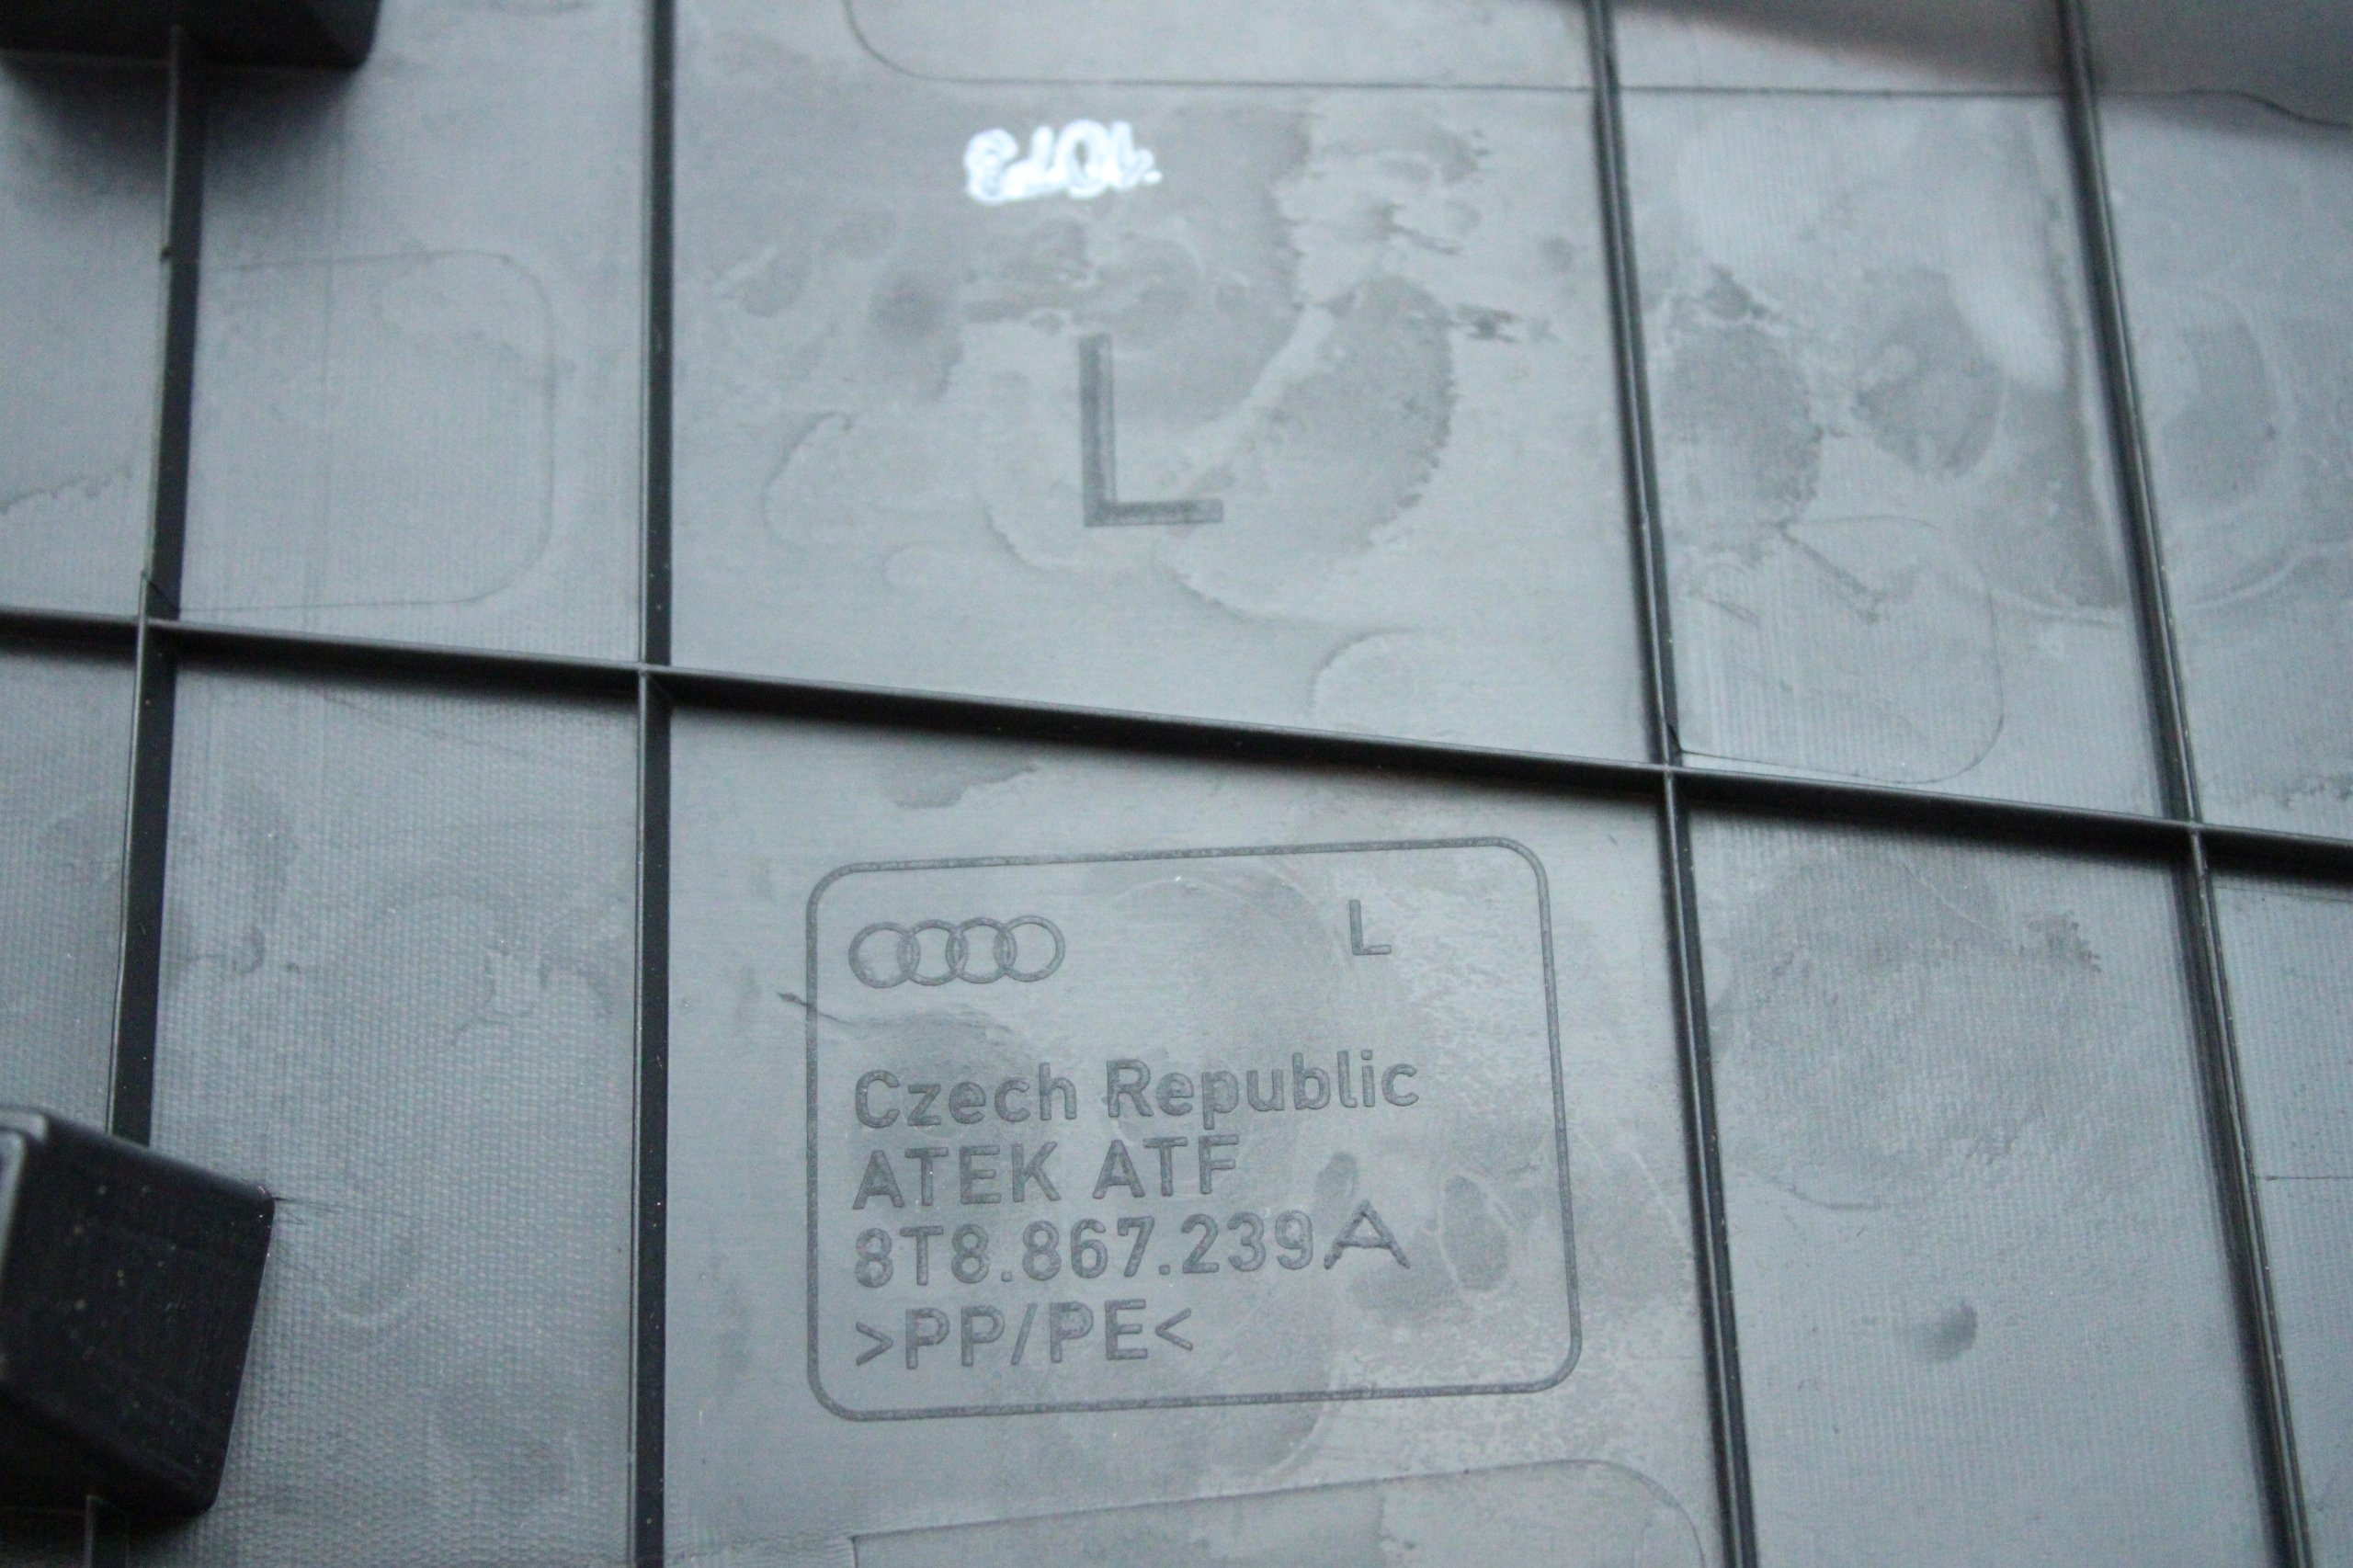 L
L
Czech Republic
ATEK ATF
8T8.867.239A
>PP/PE<